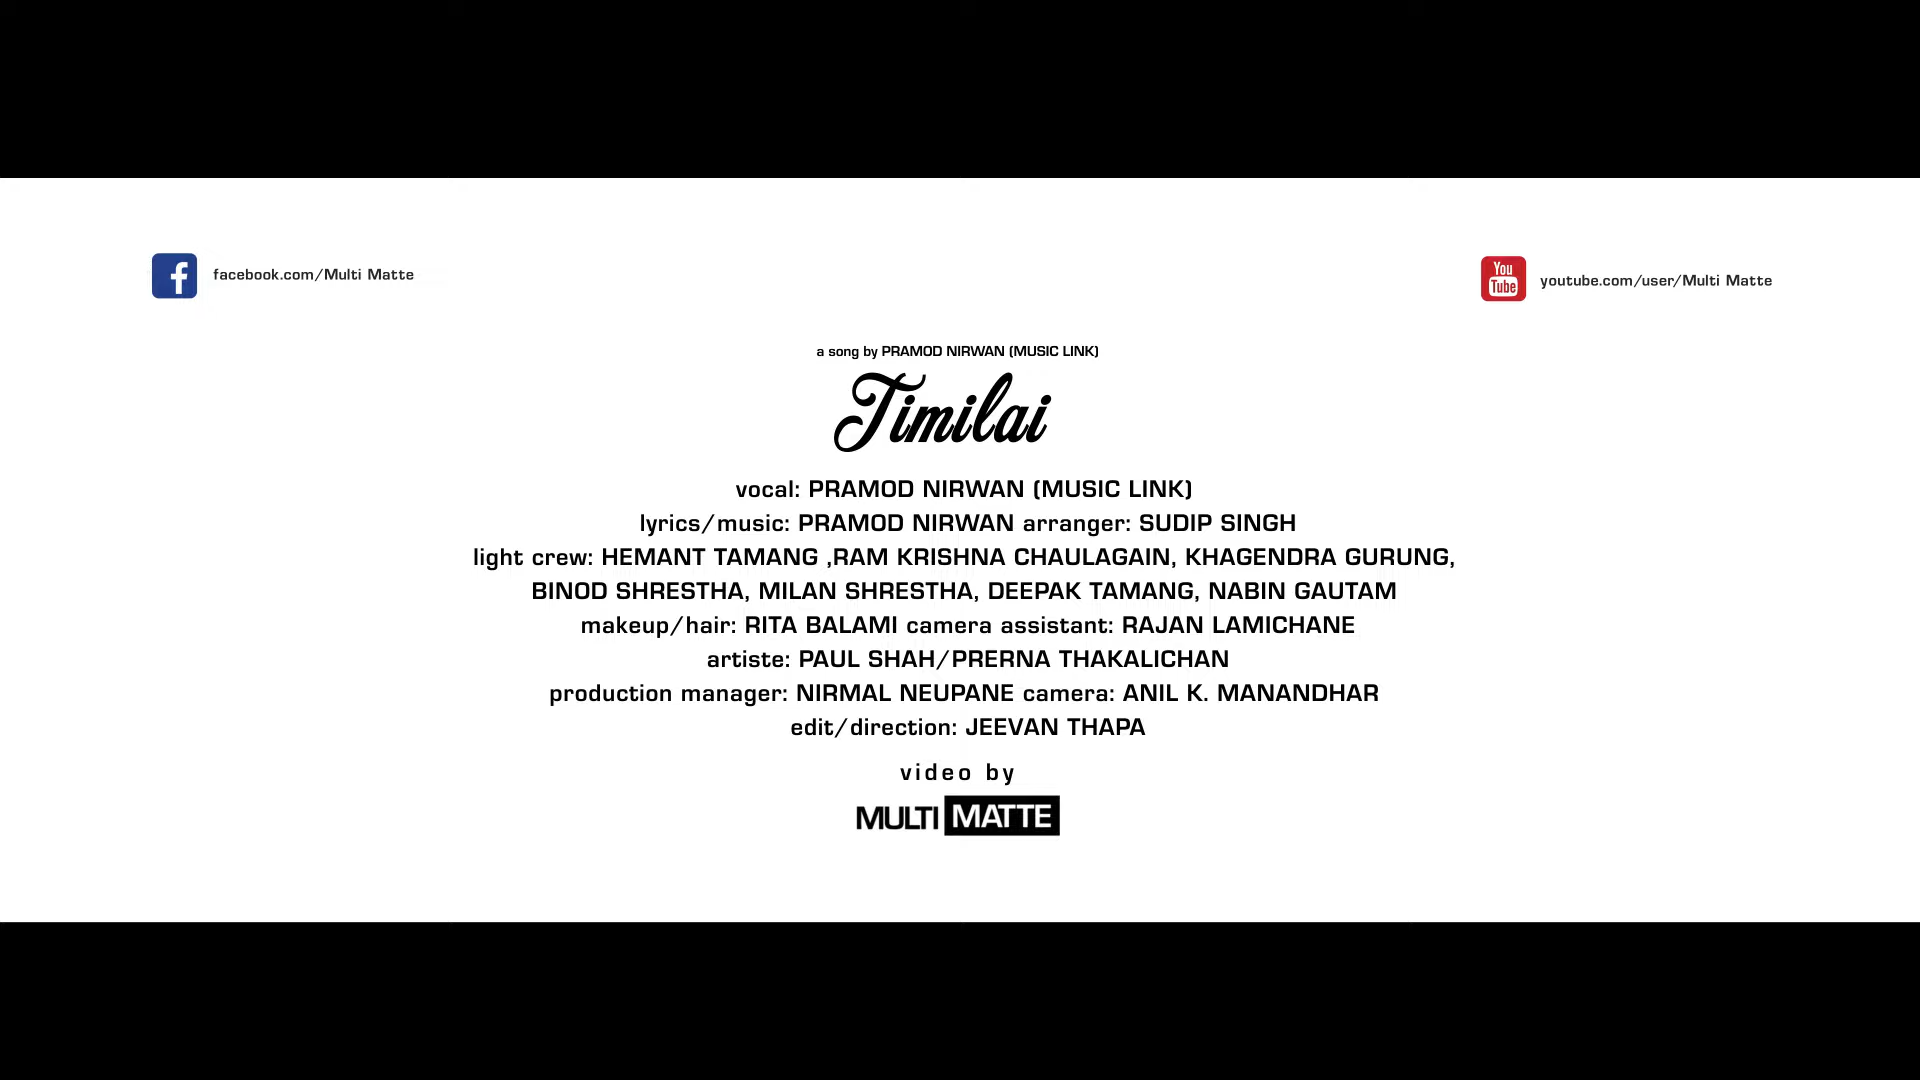 facebook.com/Multi Matte
You
Tube
youtube.com/user/Multi Matte
a song by PRAMOD NIRWAN (MUSIC LINK)
Timilai
vocal: PRAMOD NIRWAN (MUSIC LINK)
lyrics/music: PRAMOD NIRWAN arranger: SUDIP SINGH
light crew: HEMANT TAMANG ,RAM KRISHNA CHAULAGAIN, KHAGENDRA GURUNG,
BINOD SHRESTHA, MILAN SHRESTHA, DEEPAK TAMANG, NABIN GAUTAM
makeup/hair: RITA BALAMI camera assistant: RAJAN LAMICHANE
artiste: PAUL SHAH/PRERNA THAKALICHAN
production manager: NIRMAL NEUPANE camera: ANIL K. MANANDHAR
edit/direction: JEEVAN THAPA
video by
MULTI MATTE